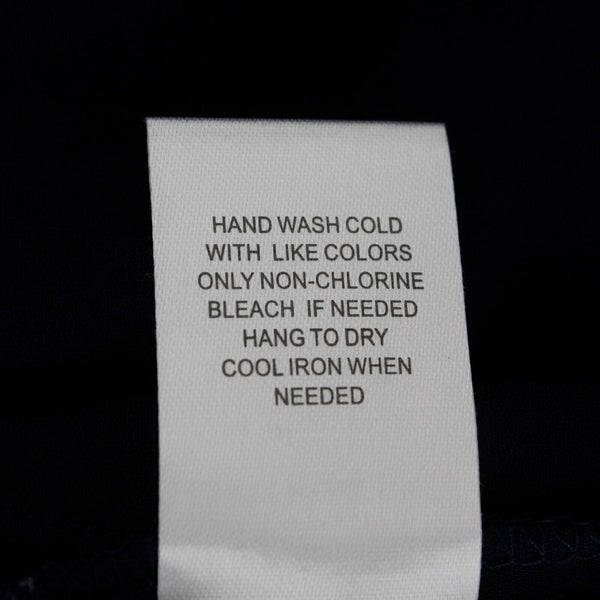 HAND WASH COLD
WITH LIKE COLORS
ONLY NON-CHLORINE
BLEACH IF NEEDED
HANG TO DRY
COOL IRON WHEN
NEEDED